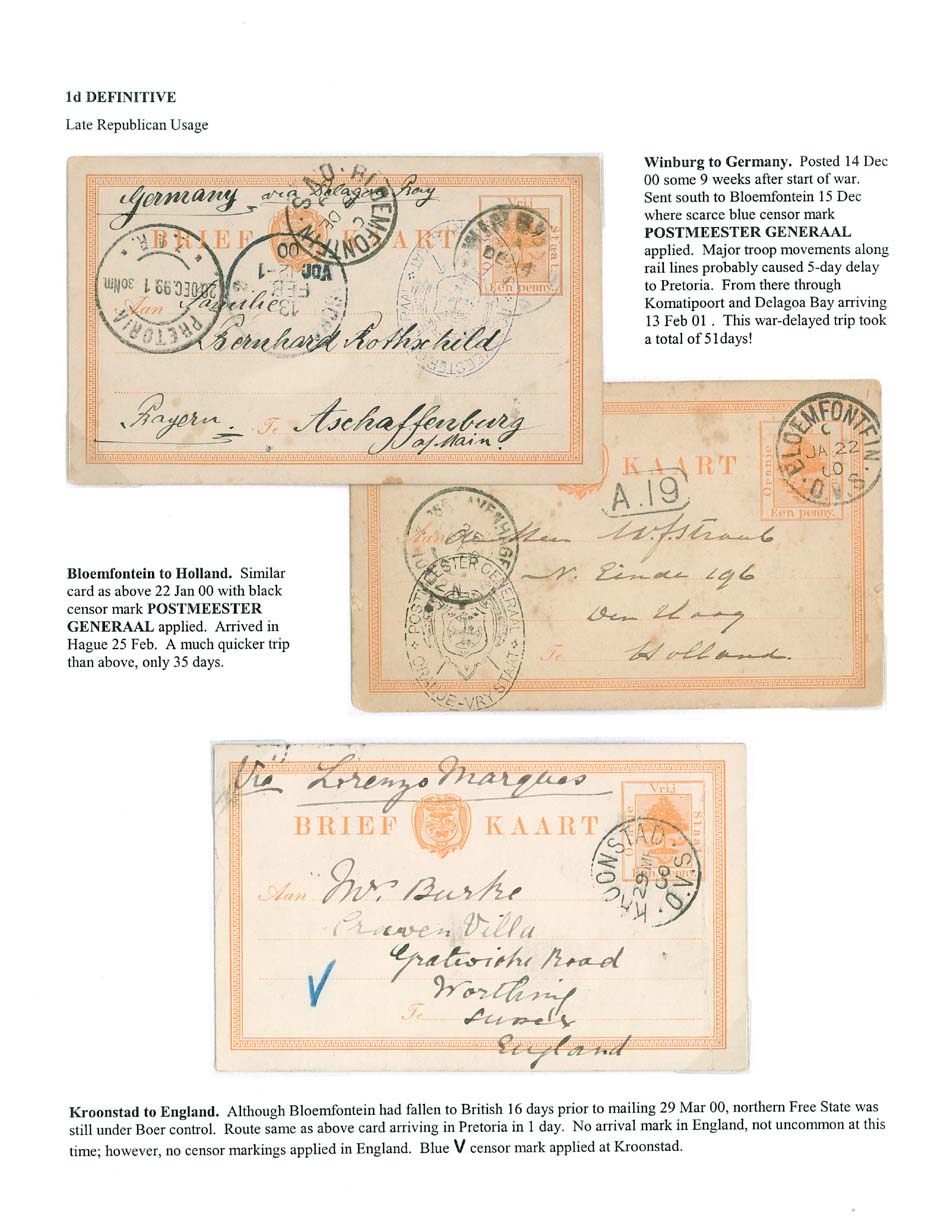 1d DEFINITIVE
Late Republican Usage
Winburg to Germany. Posted 14 Dec
00 some 9 weeks after start of war.
Sent south to Bloemfontein 15 Dec
where scarce blue censor mark
POSTMEESTER GENERAAL
applied. Major troop movements along
rail lines probably caused 5-day delay
to Pretoria. From there through
Komatipoort and Delagoa Bay arriving
13 Feb 01 . This war-delayed trip took
a total of 51days!
Germany via Delagoa Bay
BLOEMFONTEIN
BRIEF KAART
Vrij
Staat
Een penny.
DE 14
PRETORIA
Z.A.R.
DEC.99
13
FEB
00
Aan Familie
Bernhard Rothschild
Bayern. Te Aschaffenburg
a/Main.
KAART
BLOEMFONTEIN. O.V.S.
C
JA 22
00
Oranje
Een penny.
A.19
Aan den Heer W.f. Straub
N. Einde 196
Den Haag
Te Holland.
POSTMEESTER GENERAAL
ORANJE-VRYSTAAT
Bloemfontein to Holland. Similar
card as above 22 Jan 00 with black
censor mark POSTMEESTER
GENERAAL applied. Arrived in
Hague 25 Feb. A much quicker trip
than above, only 35 days.
Via Lorenzo Marques
BRIEF KAART
Vrij
Staat
Een penny.
KROONSTAD. O.V.S.
29
00
Aan Mr. Burke
Craven Villa
Gratwicke Road
Worthing
Te Sussex
England
V
Kroonstad to England. Although Bloemfontein had fallen to British 16 days prior to mailing 29 Mar 00, northern Free State was
still under Boer control. Route same as above card arriving in Pretoria in 1 day. No arrival mark in England, not uncommon at this
time; however, no censor markings applied in England. Blue V censor mark applied at Kroonstad.